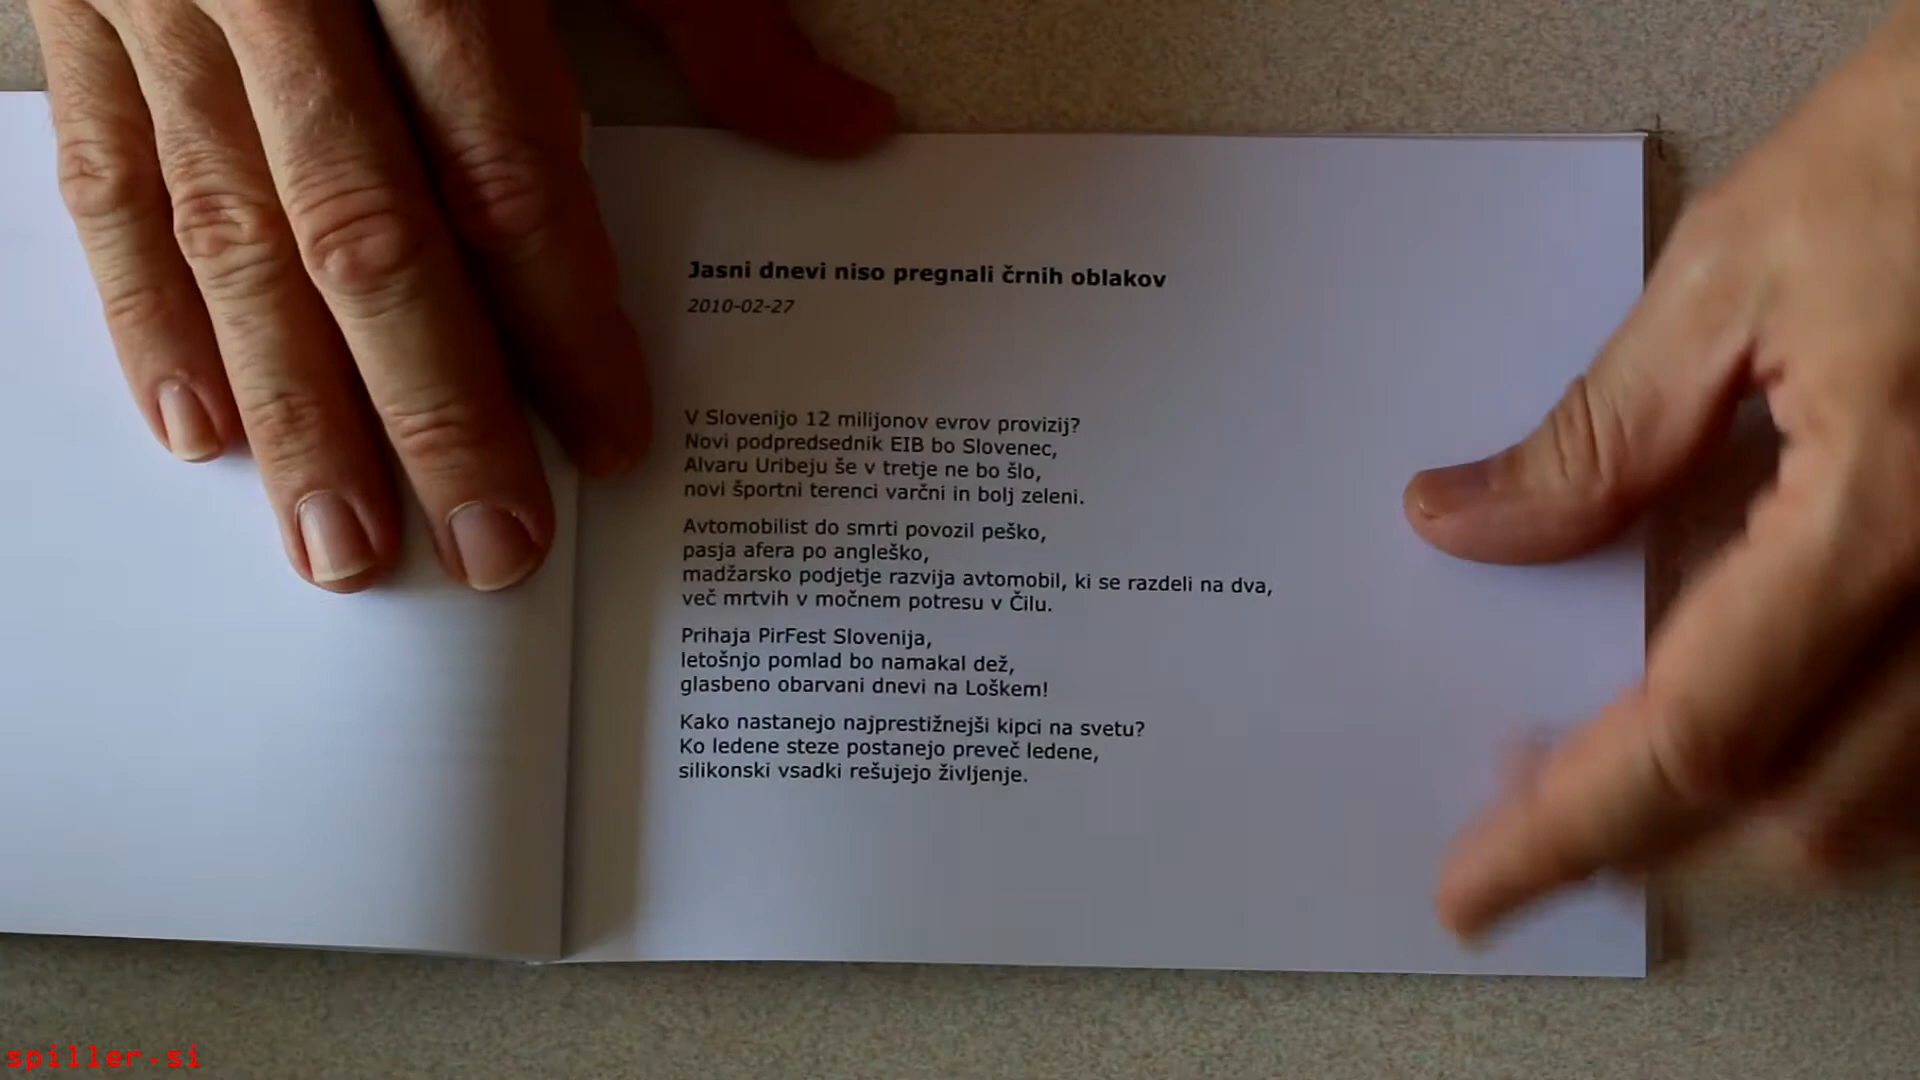 Jasni dnevi niso pregnali črnih oblakov
2010-02-27
V Slovenijo 12 milijonov evrov provizij?
Novi podpredsednik EIB bo Slovenec,
Alvaru Uribeju še v tretje ne bo šlo,
novi športni terenci varčni in bolj zeleni.
Avtomobilist do smrti povozil peško,
pasja afera po angleško,
madžarsko podjetje razvija avtomobil, ki se razdeli na dva,
več mrtvih v močnem potresu v Čilu.
Prihaja PirFest Slovenija,
letošnjo pomlad bo namakal dež,
glasbeno obarvani dnevi na Loškem!
Kako nastanejo najprestižnejši kipci na svetu?
Ko ledene steze postanejo preveč ledene,
silikonski vsadki rešujejo življenje.
spiller.si